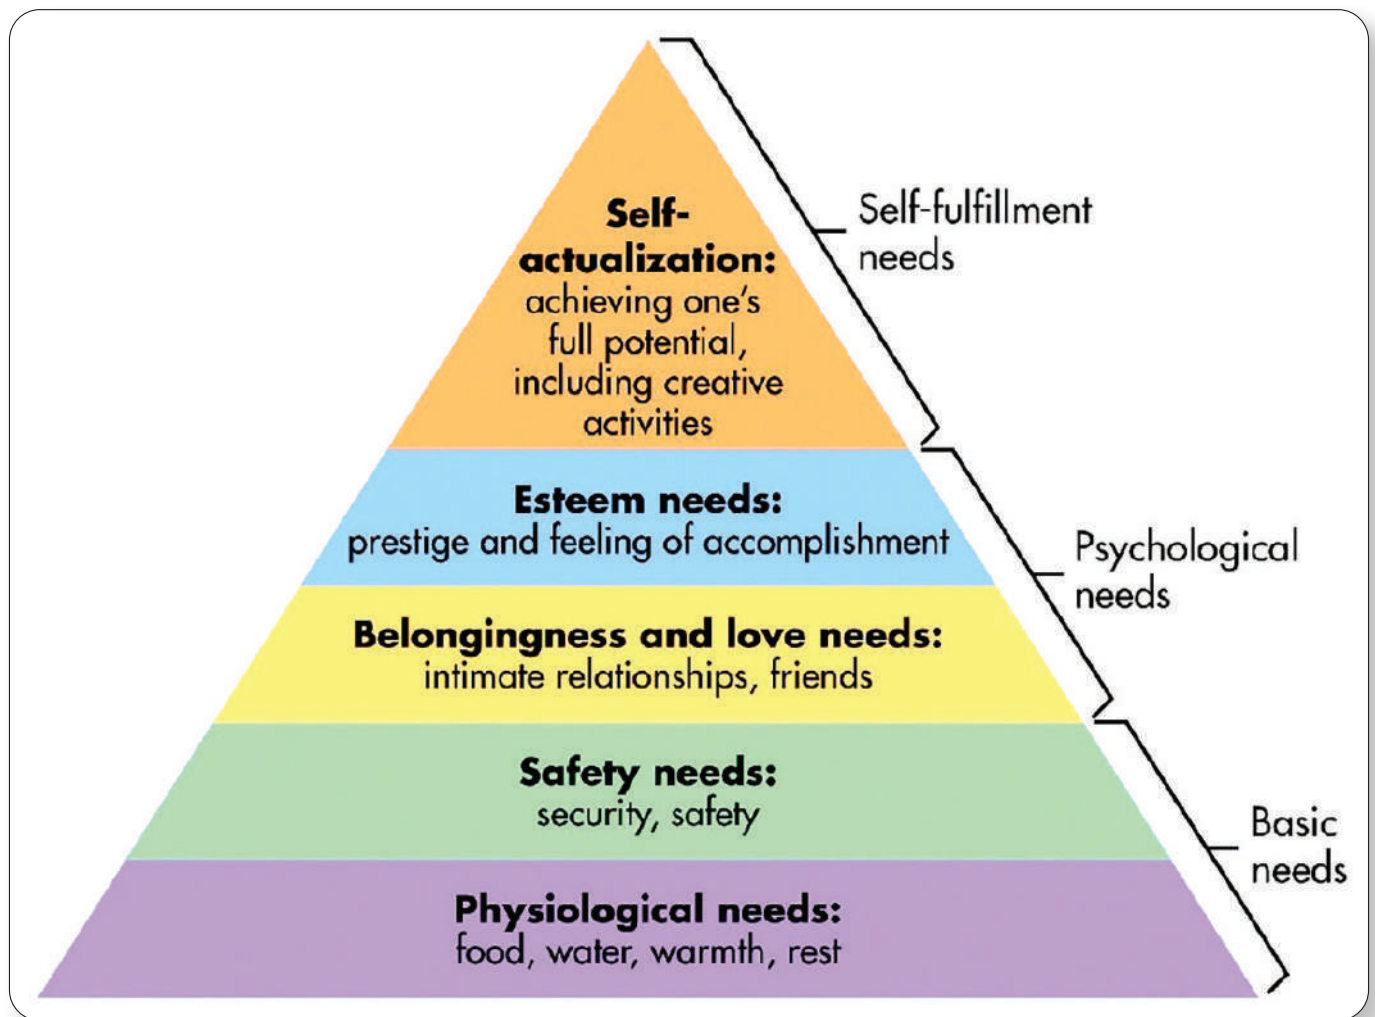 Self-
actualization:
achieving one's
full potential,
including creative
activities
Self-fulfillment
needs
Esteem needs:
prestige and feeling of accomplishment
Psychological
needs
Belongingness and love needs:
intimate relationships, friends
Safety needs:
security, safety
Basic
needs
Physiological needs:
food, water, warmth, rest